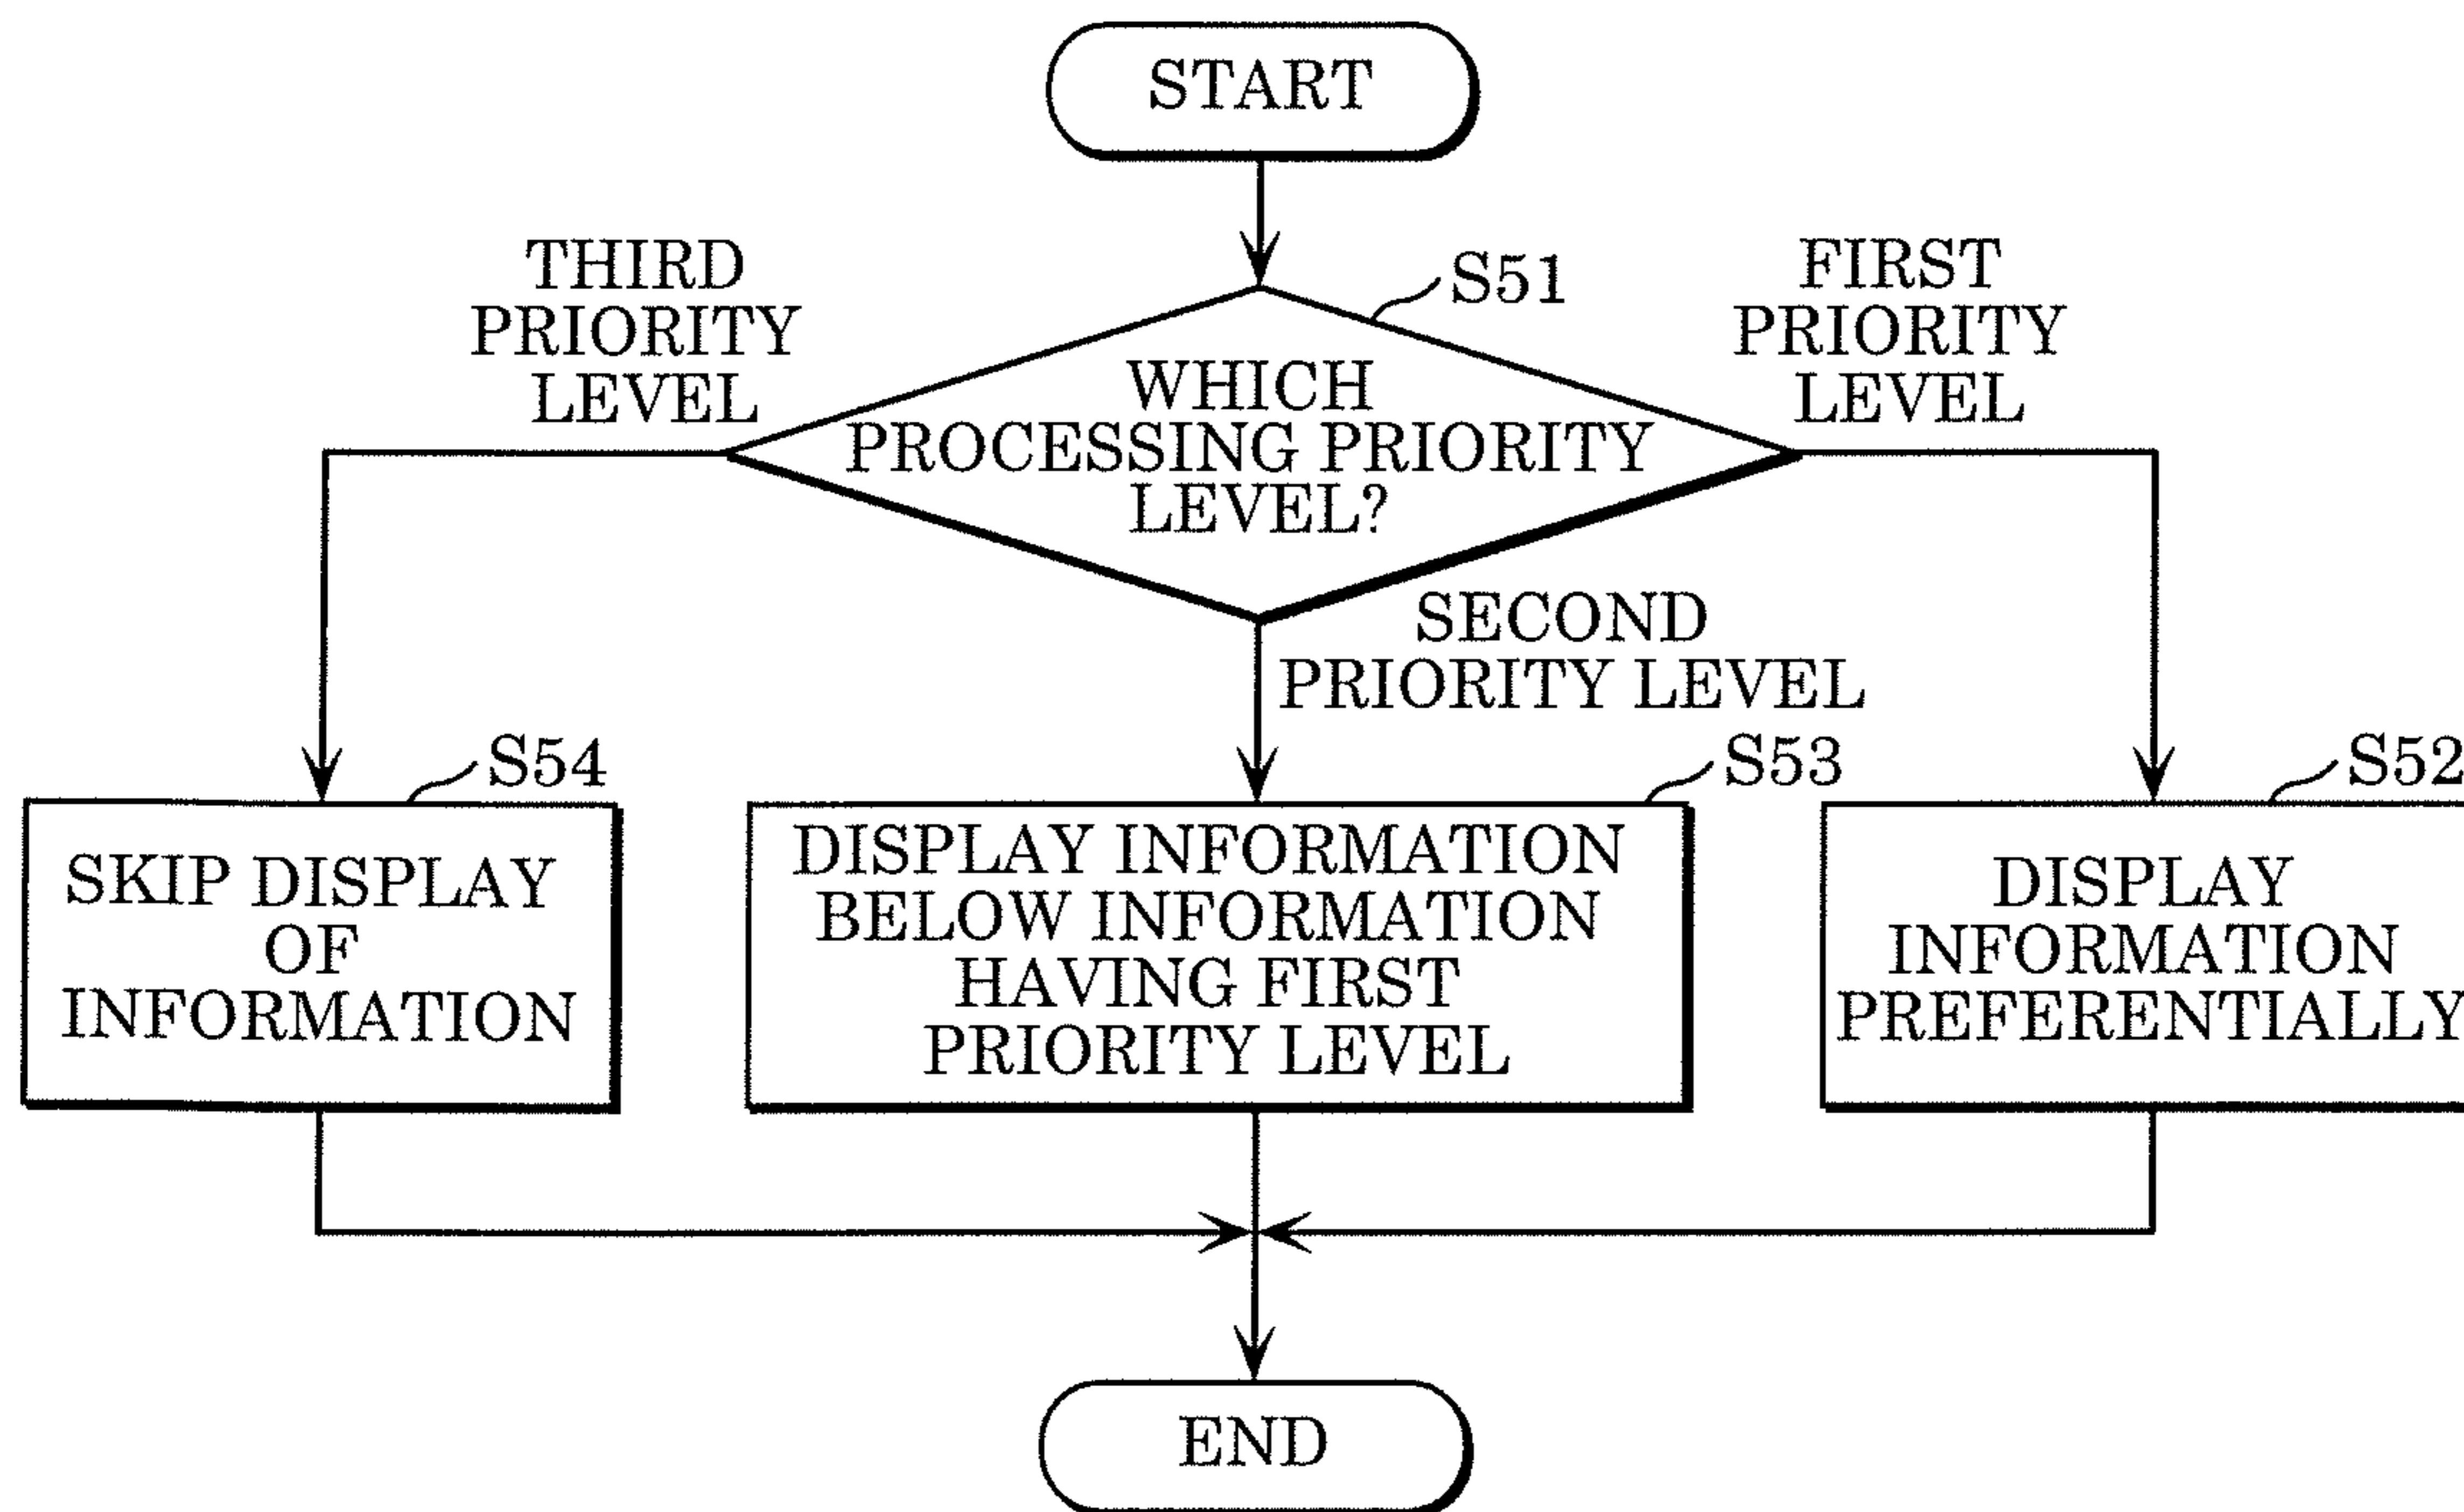 START
THIRD
PRIORITY
LEVEL
S51
FIRST
PRIORITY
LEVEL
WHICH
PROCESSING PRIORITY
LEVEL?
SECOND
PRIORITY LEVEL
S54
S53
S52
SKIP DISPLAY
OF
INFORMATION
DISPLAY INFORMATION
BELOW INFORMATION
HAVING FIRST
PRIORITY LEVEL
DISPLAY
INFORMATION
PREFERENTIALLY
END